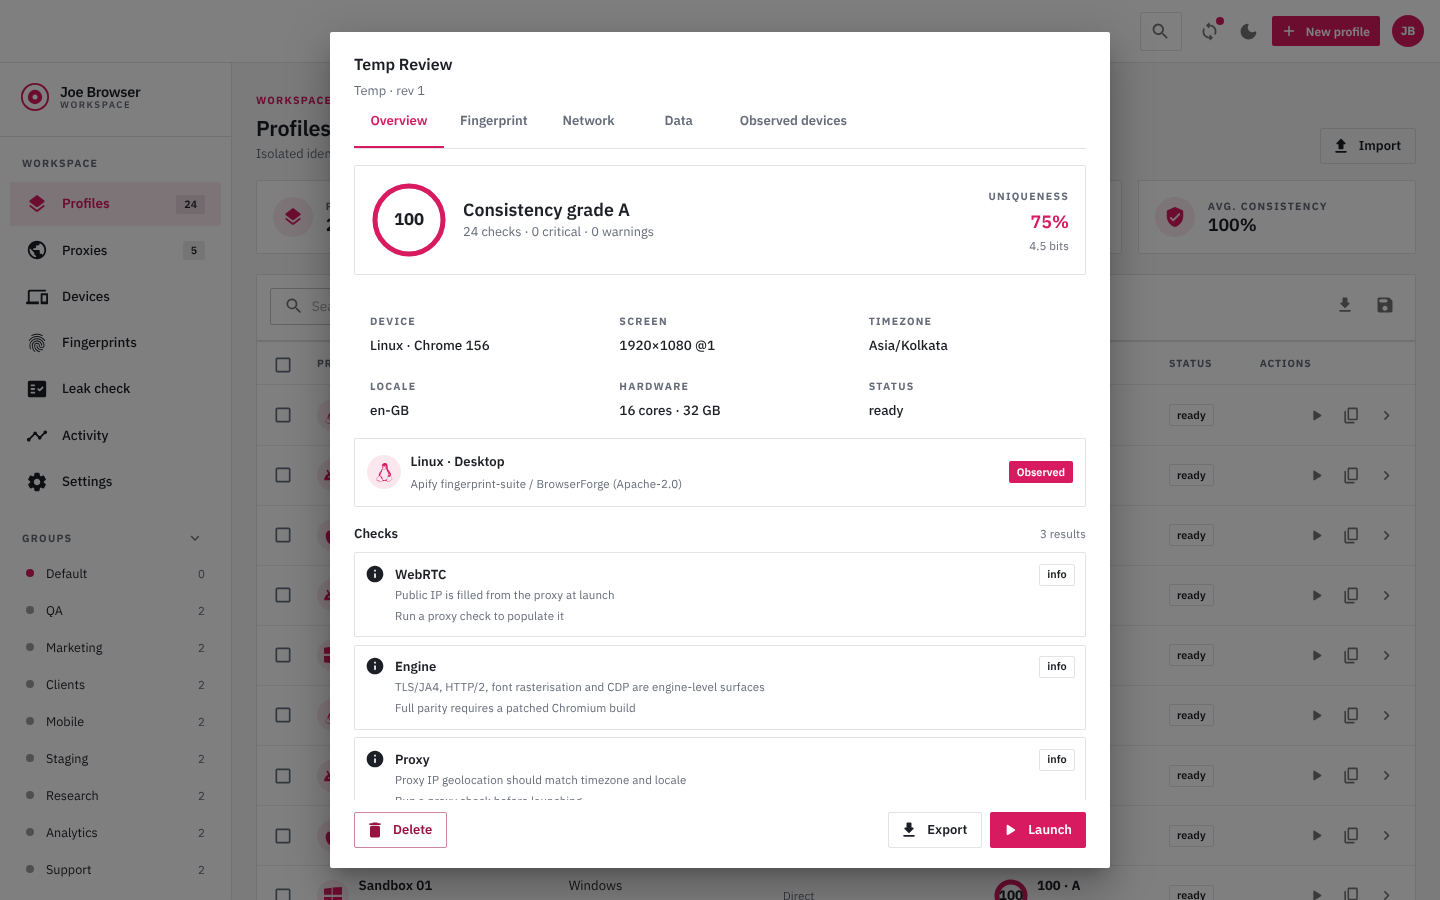 New profile
JB
Joe Browser
WORKSPACE
WORKSPACE
Profiles
24
Proxies
5
Devices
Fingerprints
Leak check
Activity
Settings
GROUPS
Default
0
QA
2
Marketing
2
Clients
2
Mobile
2
Staging
2
Research
2
Analytics
2
Support
2
WORKSPACE
Profiles
Import
AVG. CONSISTENCY
100%
STATUS
ACTIONS
ready
ready
ready
ready
ready
ready
ready
ready
Sandbox 01
Windows
Direct
100
100 · A
ready
Temp Review
Temp · rev 1
Overview
Fingerprint
Network
Data
Observed devices
100
Consistency grade A
24 checks · 0 critical · 0 warnings
UNIQUENESS
75%
4.5 bits
DEVICE
Linux · Chrome 156
SCREEN
1920×1080 @1
TIMEZONE
Asia/Kolkata
LOCALE
en-GB
HARDWARE
16 cores · 32 GB
STATUS
ready
Linux · Desktop
Apify fingerprint-suite / BrowserForge (Apache-2.0)
Observed
Checks
3 results
WebRTC
Public IP is filled from the proxy at launch
Run a proxy check to populate it
info
Engine
TLS/JA4, HTTP/2, font rasterisation and CDP are engine-level surfaces
Full parity requires a patched Chromium build
info
Proxy
Proxy IP geolocation should match timezone and locale
Run a proxy check before launching
info
Delete
Export
Launch